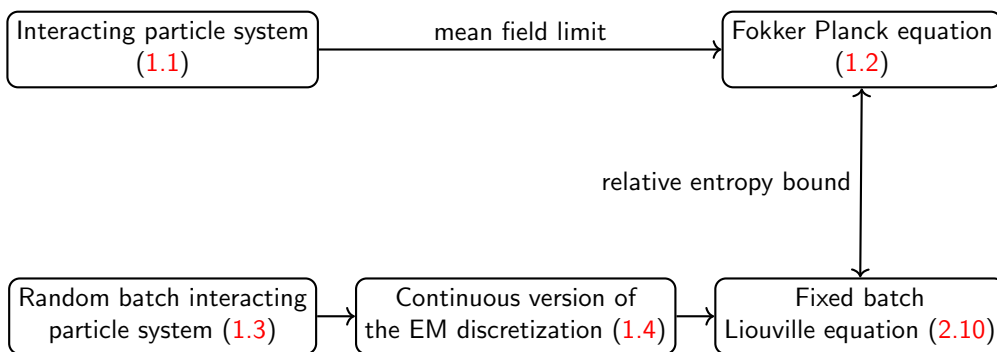 Interacting particle system
(1.1)
mean field limit
Fokker Planck equation
(1.2)
relative entropy bound
Random batch interacting
particle system (1.3)
Continuous version of
the EM discretization (1.4)
Fixed batch
Liouville equation (2.10)